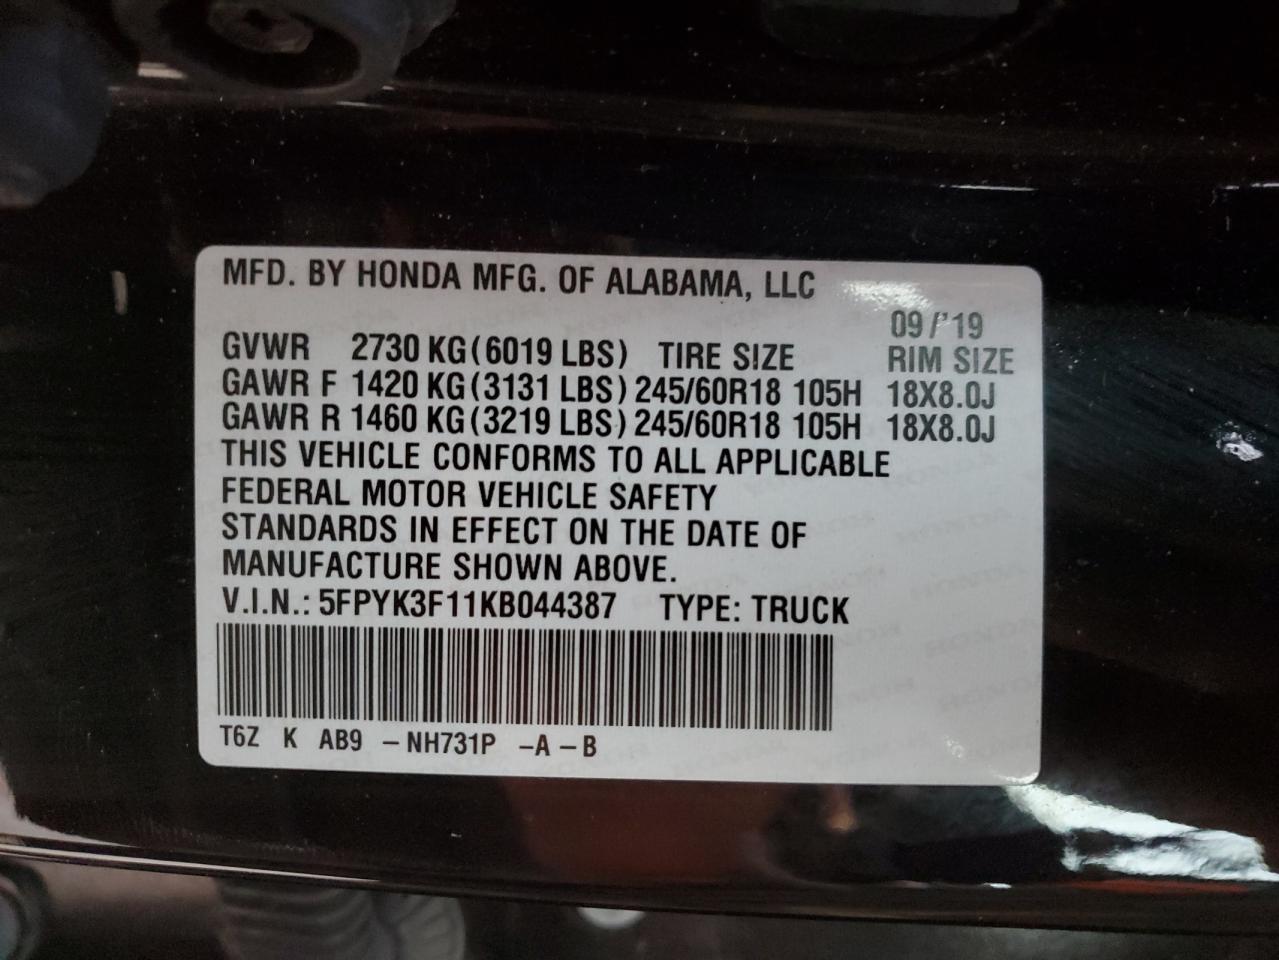 MFD. BY HONDA MFG. OF ALABAMA, LLC
09/'19
GVWR 2730 KG(6019 LBS) TIRE SIZE RIM SIZE
GAWR F 1420 KG(3131 LBS) 245/60R18 105H 18X8.0J
GAWR R 1460 KG(3219 LBS) 245/60R18 105H 18X8.0J
THIS VEHICLE CONFORMS TO ALL APPLICABLE
FEDERAL MOTOR VEHICLE SAFETY
STANDARDS IN EFFECT ON THE DATE OF
MANUFACTURE SHOWN ABOVE.
V.I.N.: 5FPYK3F11KB044387 TYPE: TRUCK
T6Z K AB9 -NH731P -A-B